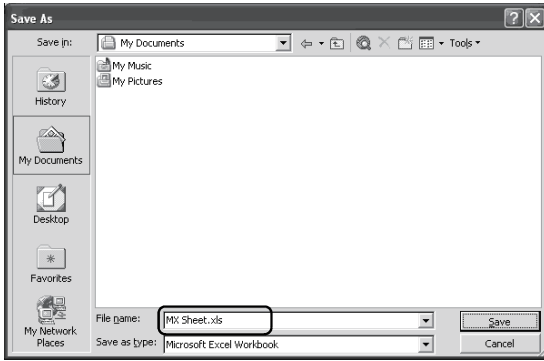 Save As
Save in:
My Documents
Tools
My Music
My Pictures
History
My Documents
Desktop
Favorites
My Network
Places
File name:
MX Sheet.xls
Save
Save as type:
Microsoft Excel Workbook
Cancel